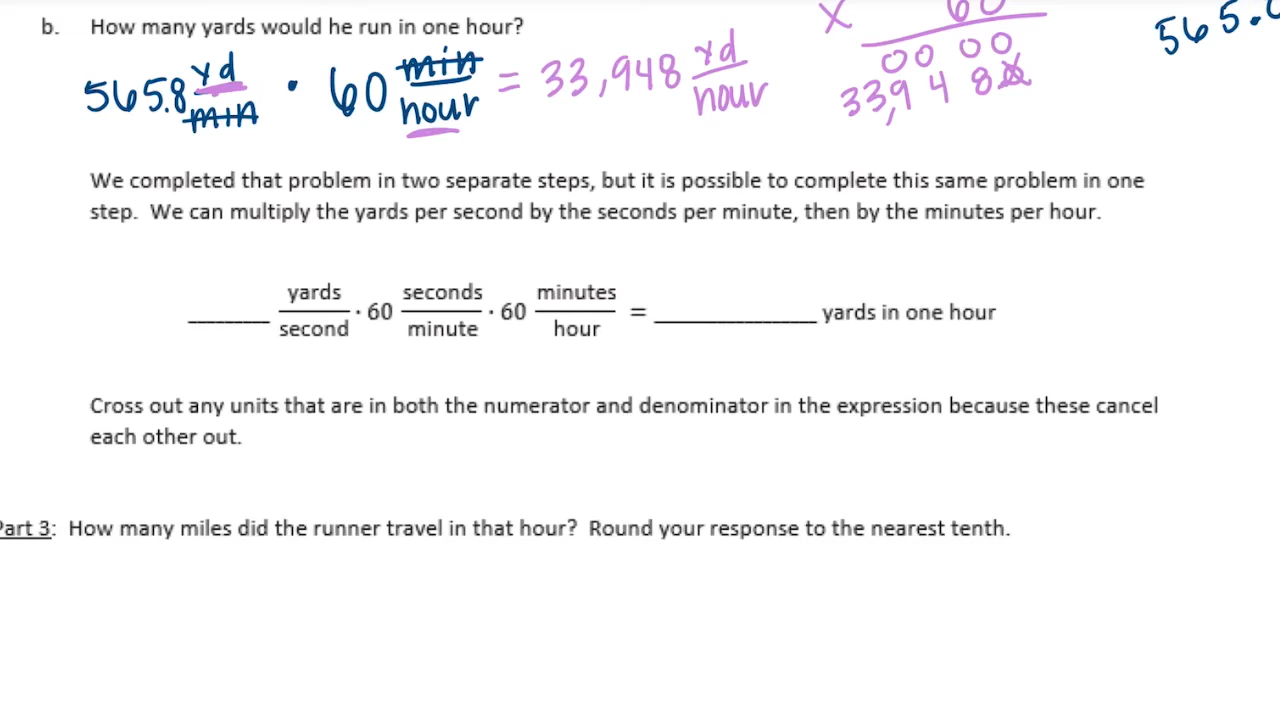 b. How many yards would he run in one hour?
565.8 yd/min · 60 min/hour = 33,948 yd/hour
x 60
00 00
33,948.0
565.
We completed that problem in two separate steps, but it is possible to complete this same problem in one
step. We can multiply the yards per second by the seconds per minute, then by the minutes per hour.
_________ yards/second · 60 seconds/minute · 60 minutes/hour = __________________ yards in one hour
Cross out any units that are in both the numerator and denominator in the expression because these cancel
each other out.
Part 3: How many miles did the runner travel in that hour? Round your response to the nearest tenth.